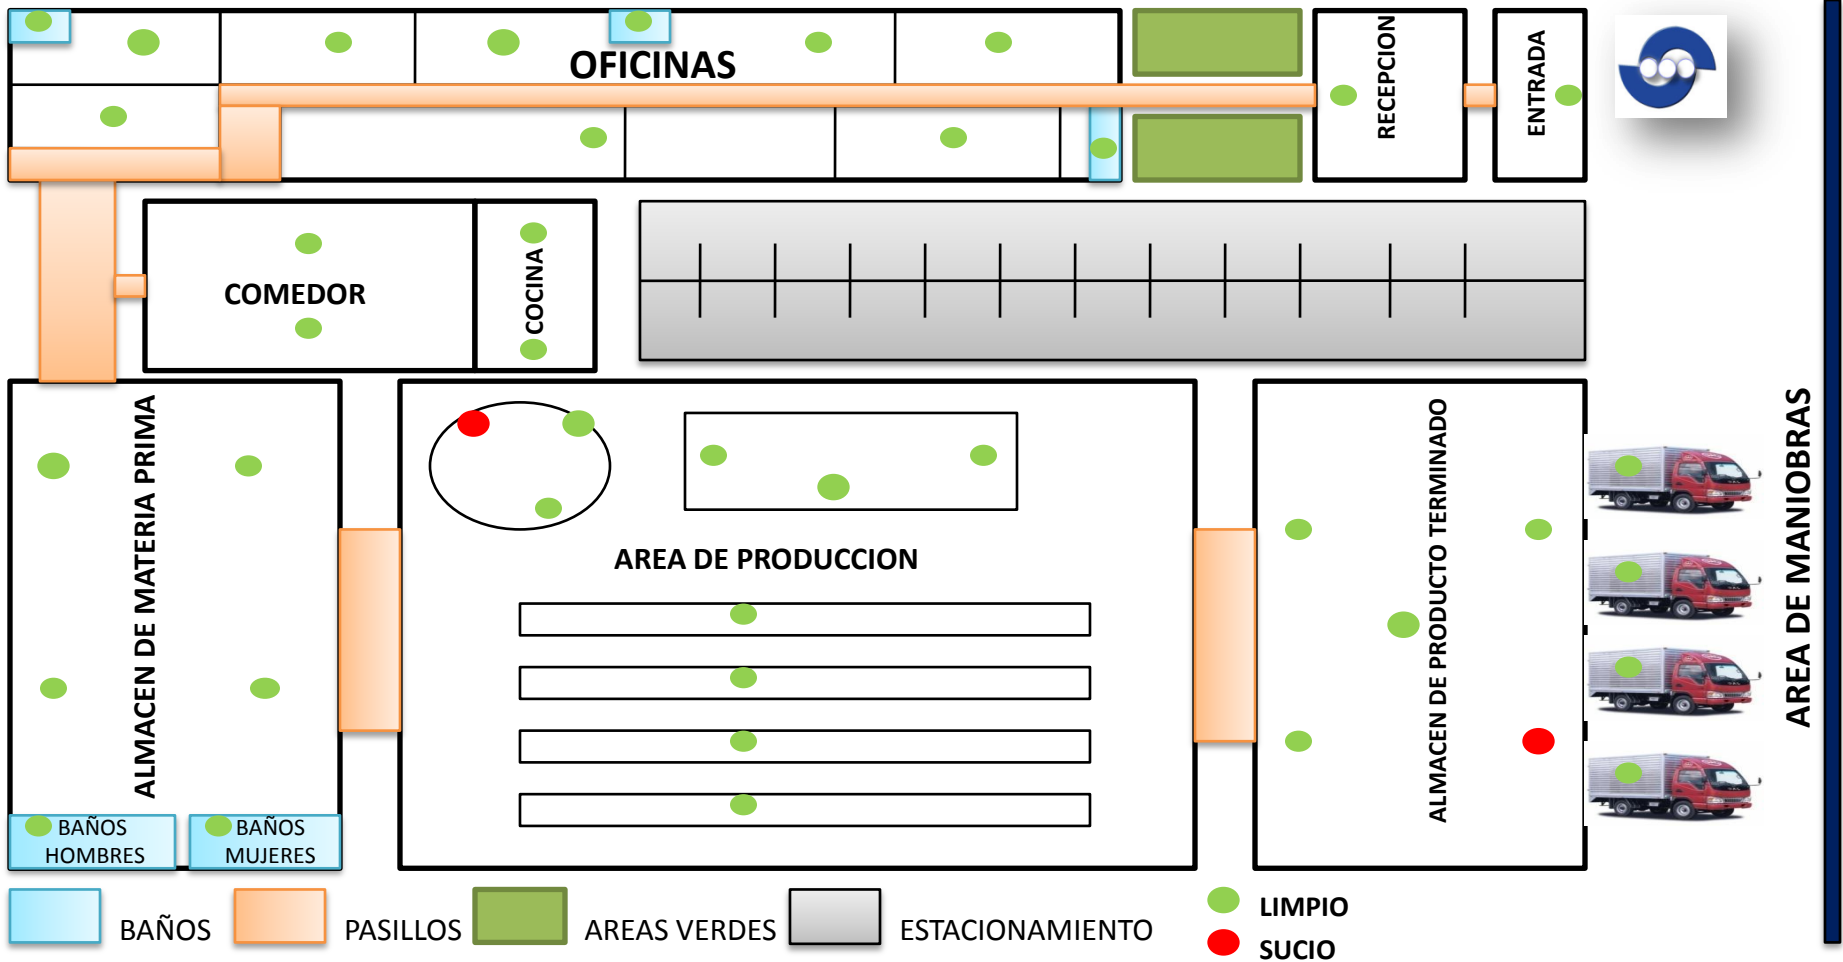 OFICINAS
RECEPCION
ENTRADA
COMEDOR
COCINA
ALMACEN DE MATERIA PRIMA
AREA DE PRODUCCION
ALMACEN DE PRODUCTO TERMINADO
AREA DE MANIOBRAS
BAÑOS
HOMBRES
BAÑOS
MUJERES
BAÑOS
PASILLOS
AREAS VERDES
ESTACIONAMIENTO
LIMPIO
SUCIO